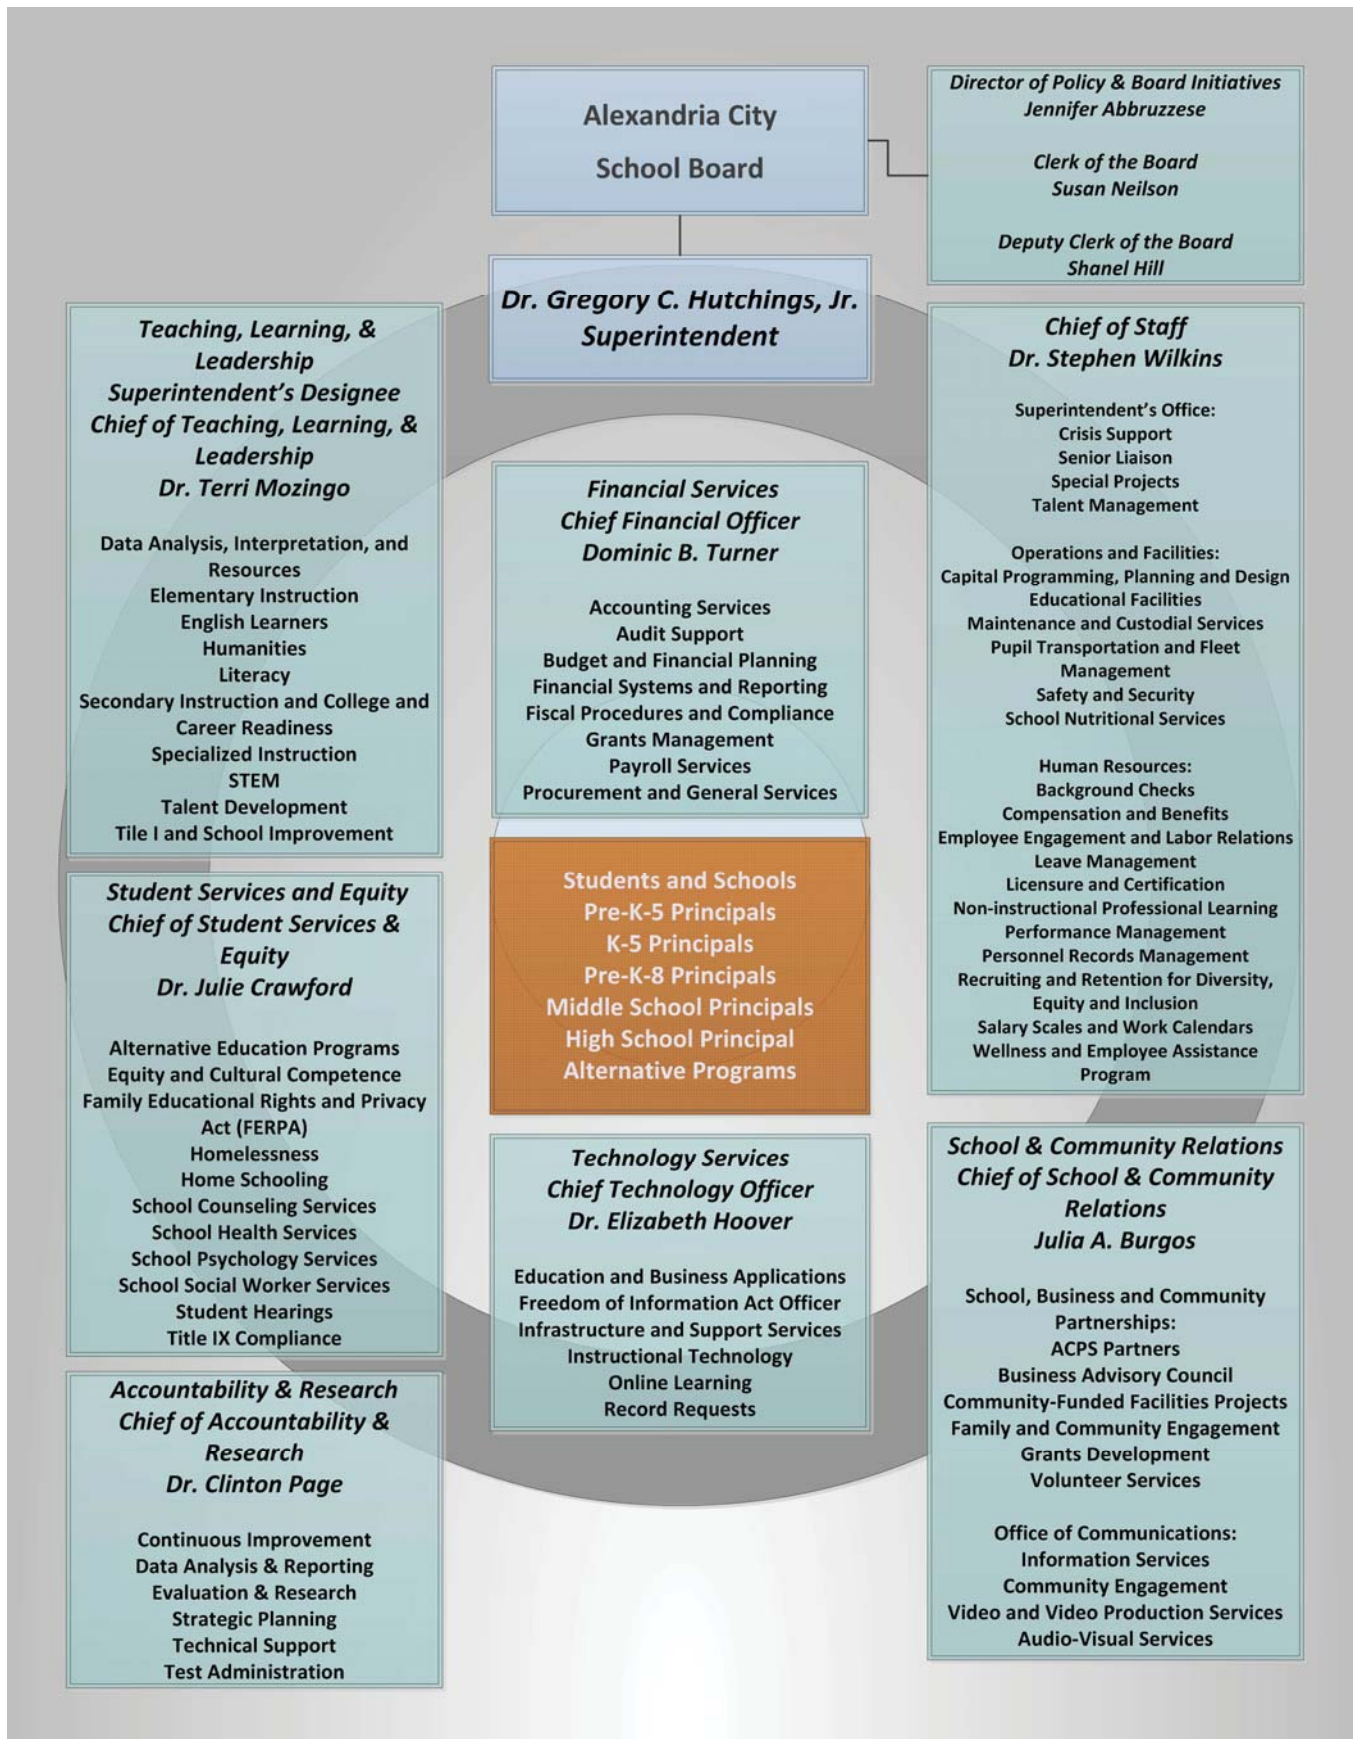 Alexandria City
School Board
Director of Policy & Board Initiatives
Jennifer Abbruzzese
Clerk of the Board
Susan Neilson
Deputy Clerk of the Board
Shanel Hill
Dr. Gregory C. Hutchings, Jr.
Superintendent
Teaching, Learning, &
Leadership
Superintendent's Designee
Chief of Teaching, Learning, &
Leadership
Dr. Terri Mozingo
Data Analysis, Interpretation, and
Resources
Elementary Instruction
English Learners
Humanities
Literacy
Secondary Instruction and College and
Career Readiness
Specialized Instruction
STEM
Talent Development
Tile I and School Improvement
Student Services and Equity
Chief of Student Services &
Equity
Dr. Julie Crawford
Alternative Education Programs
Equity and Cultural Competence
Family Educational Rights and Privacy
Act (FERPA)
Homelessness
Home Schooling
School Counseling Services
School Health Services
School Psychology Services
School Social Worker Services
Student Hearings
Title IX Compliance
Accountability & Research
Chief of Accountability &
Research
Dr. Clinton Page
Continuous Improvement
Data Analysis & Reporting
Evaluation & Research
Strategic Planning
Technical Support
Test Administration
Financial Services
Chief Financial Officer
Dominic B. Turner
Accounting Services
Audit Support
Budget and Financial Planning
Financial Systems and Reporting
Fiscal Procedures and Compliance
Grants Management
Payroll Services
Procurement and General Services
Students and Schools
Pre-K-5 Principals
K-5 Principals
Pre-K-8 Principals
Middle School Principals
High School Principal
Alternative Programs
Technology Services
Chief Technology Officer
Dr. Elizabeth Hoover
Education and Business Applications
Freedom of Information Act Officer
Infrastructure and Support Services
Instructional Technology
Online Learning
Record Requests
Chief of Staff
Dr. Stephen Wilkins
Superintendent's Office:
Crisis Support
Senior Liaison
Special Projects
Talent Management
Operations and Facilities:
Capital Programming, Planning and Design
Educational Facilities
Maintenance and Custodial Services
Pupil Transportation and Fleet
Management
Safety and Security
School Nutritional Services
Human Resources:
Background Checks
Compensation and Benefits
Employee Engagement and Labor Relations
Leave Management
Licensure and Certification
Non-instructional Professional Learning
Performance Management
Personnel Records Management
Recruiting and Retention for Diversity,
Equity and Inclusion
Salary Scales and Work Calendars
Wellness and Employee Assistance
Program
School & Community Relations
Chief of School & Community
Relations
Julia A. Burgos
School, Business and Community
Partnerships:
ACPS Partners
Business Advisory Council
Community-Funded Facilities Projects
Family and Community Engagement
Grants Development
Volunteer Services
Office of Communications:
Information Services
Community Engagement
Video and Video Production Services
Audio-Visual Services